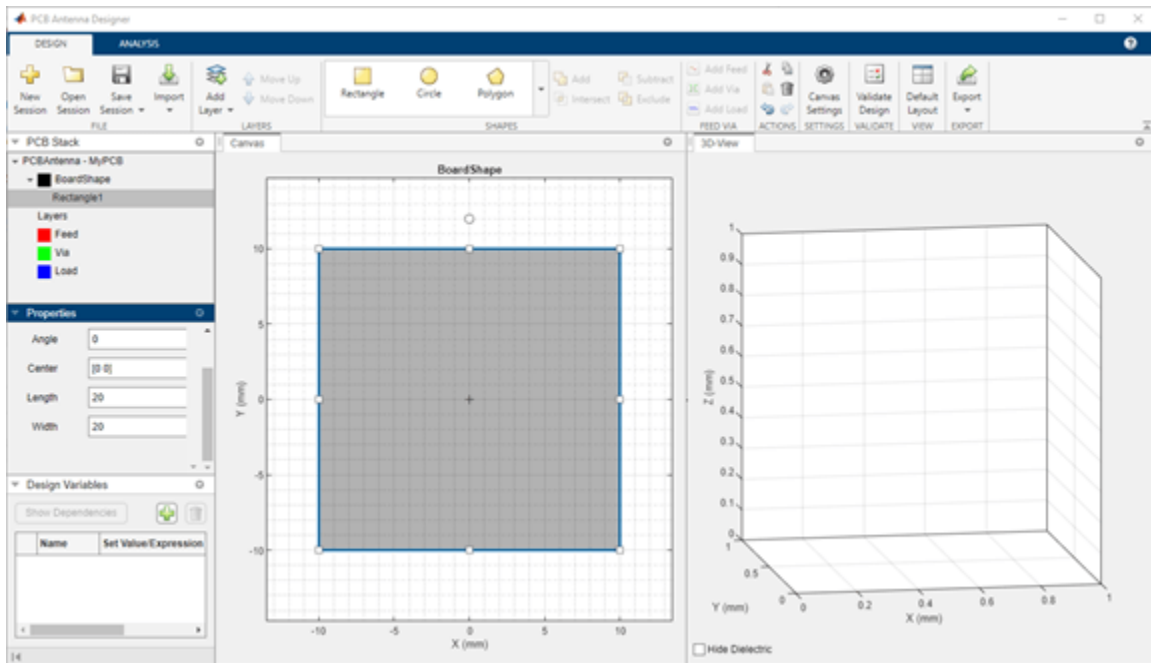 PCB Antenna Designer
DESIGN ANALYSIS
New Session
Open Session
Save Session
Import
Add Layer
Move Up
Move Down
Rectangle
Circle
Polygon
Add
Subtract
Intersect
Exclude
Add Feed
Add Via
Add Load
Canvas Settings
Validate Design
Default Layout
Export
FILE LAYERS SHAPES FEED VIA ACTIONS SETTINGS VALIDATE VIEW EXPORT
PCB Stack
PCBAntenna - MyPCB
BoardShape
Rectangle1
Layers
Feed
Via
Load
Properties
Angle 0
Center [0 0]
Length 20
Width 20
Design Variables
Show Dependencies
Name Set Value/Expression
Canvas
BoardShape
10
5
0
-5
-10
Y (mm)
-10 -5 0 5 10
X (mm)
3D-View
1
0.9
0.8
0.7
0.6
0.5
0.4
0.3
0.2
0.1
0
Z (mm)
1
0.5
0
Y (mm)
0 0.2 0.4 0.6 0.8 1
X (mm)
Hide Dielectric